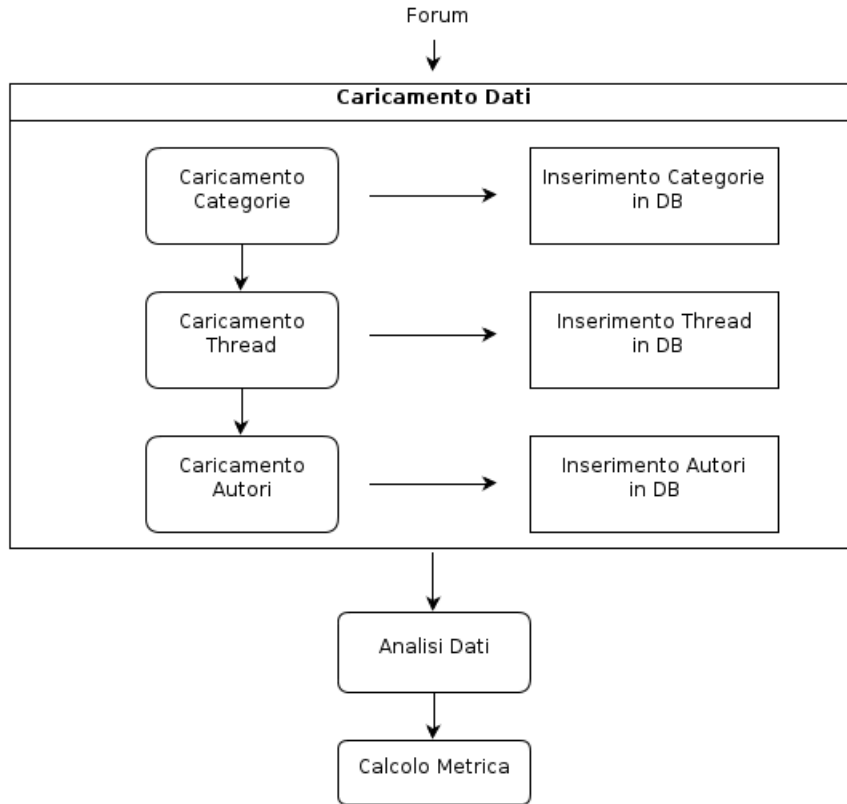 Forum
Caricamento Dati
Caricamento
Categorie
Inserimento Categorie
in DB
Caricamento
Thread
Inserimento Thread
in DB
Caricamento
Autori
Inserimento Autori
in DB
Analisi Dati
Calcolo Metrica